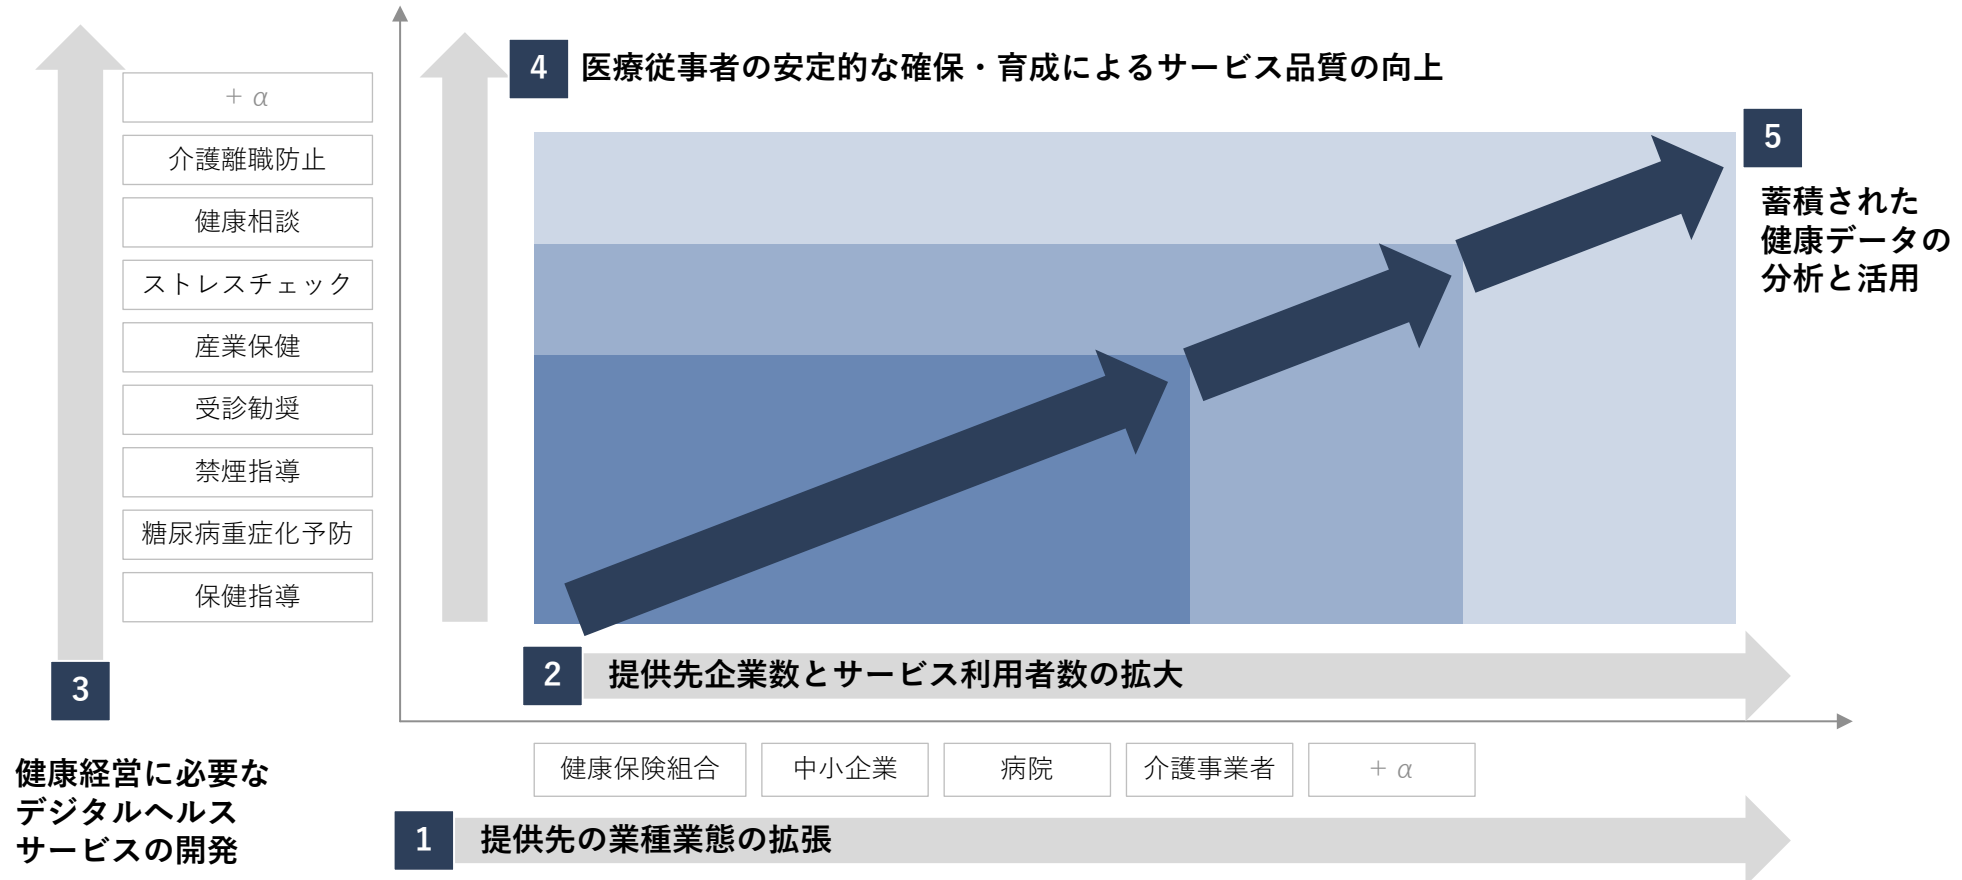 4 医療従事者の安定的な確保・育成によるサービス品質の向上
5
蓄積された
健康データの
分析と活用
+ α
介護離職防止
健康相談
ストレスチェック
産業保健
受診勧奨
禁煙指導
糖尿病重症化予防
保健指導
3
健康経営に必要な
デジタルヘルス
サービスの開発
2 提供先企業数とサービス利用者数の拡大
健康保険組合 中小企業 病院 介護事業者 + α
1 提供先の業種業態の拡張